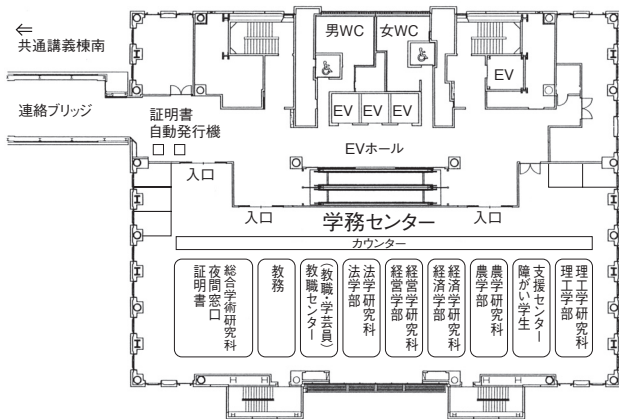 ←
共通講義棟南
連絡ブリッジ
証明書
自動発行機
男WC
女WC
EV
EV
EV
EV
EVホール
入口
入口
入口
学務センター
カウンター
総合学術研究科
夜間窓口
証明書
教務
(教職・学芸員)
教職センター
法学研究科
法学部
経営学研究科
経営学部
経済学研究科
経済学部
農学研究科
農学部
支援センター
障がい学生
理工学研究科
理工学部